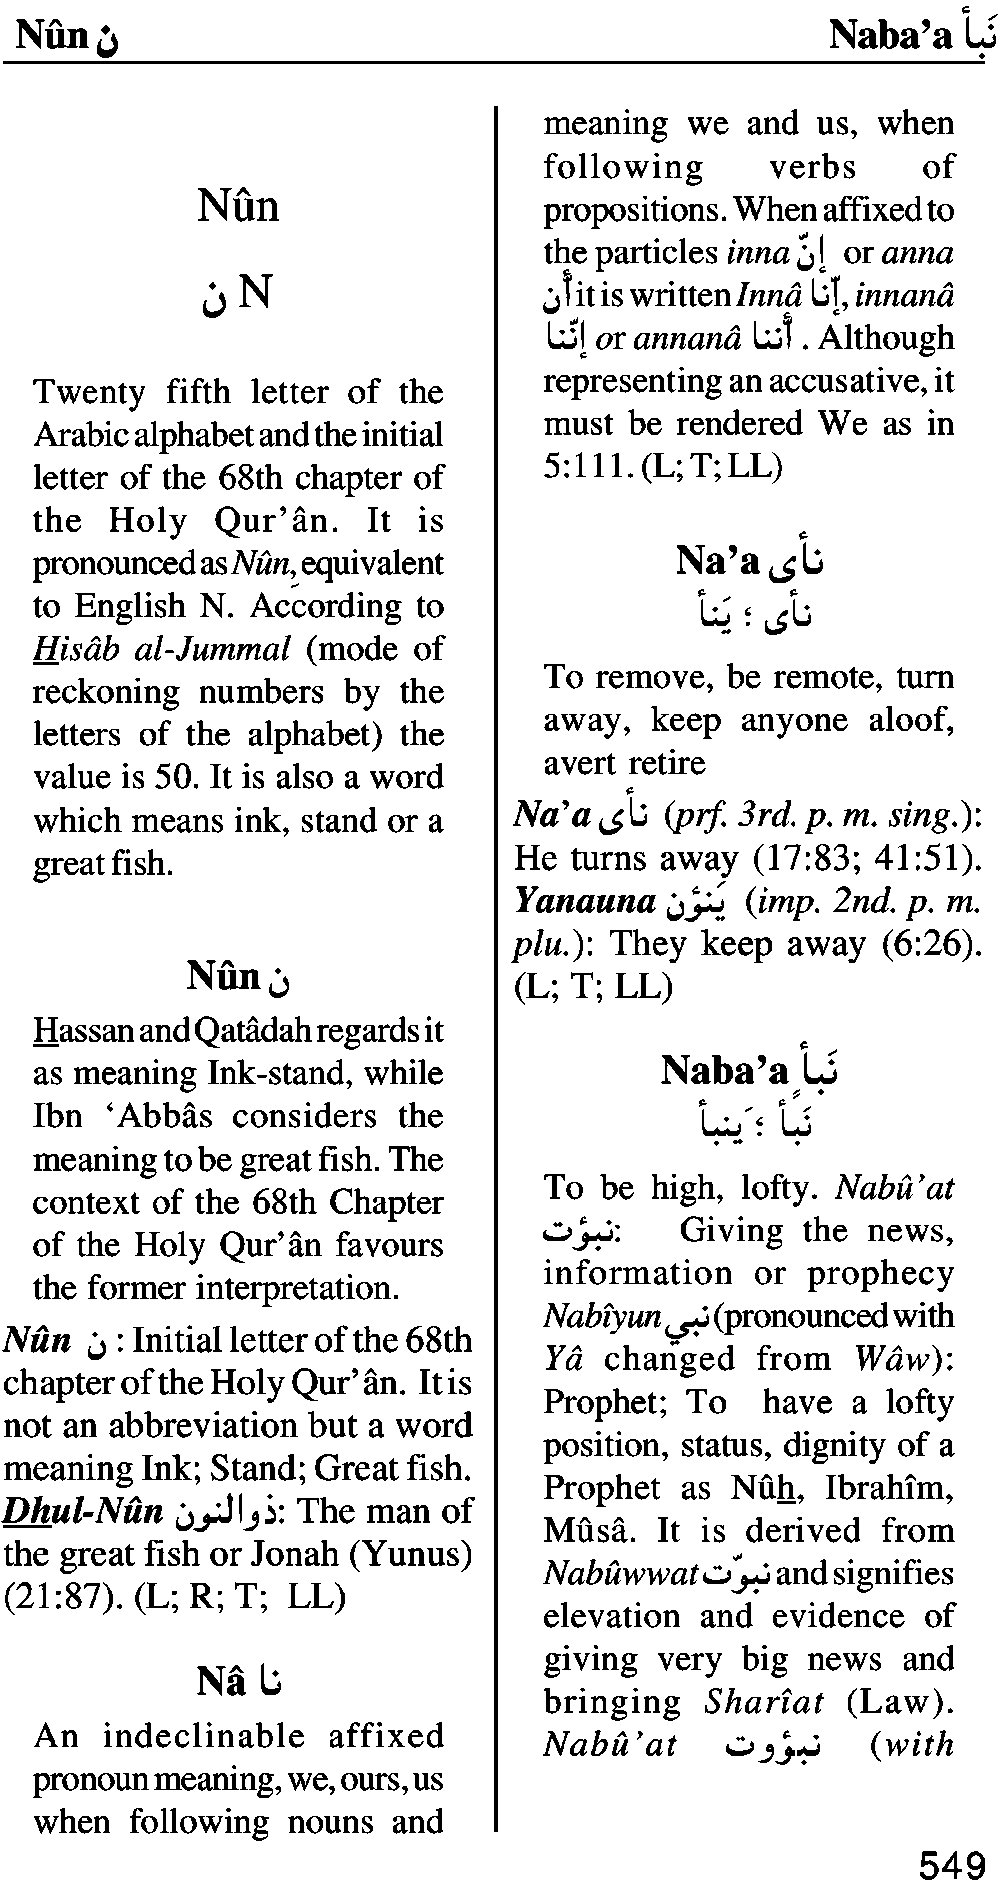 Nûn ن
Naba’a نَبأَ
Nûn
N ن
Twenty fifth letter of the
Arabic alphabet and the initial
letter of the 68th chapter of
the Holy Qur’ân. It is
pronounced as Nûn, equivalent
to English N. According to
Hisâb al-Jummal (mode of
reckoning numbers by the
letters of the alphabet) the
value is 50. It is also a word
which means ink, stand or a
great fish.
Nûn ن
Hassan and Qatâdah regards it
as meaning Ink-stand, while
Ibn ‘Abbâs considers the
meaning to be great fish. The
context of the 68th Chapter
of the Holy Qur’ân favours
the former interpretation.
Nûn ن : Initial letter of the 68th
chapter of the Holy Qur’ân. It is
not an abbreviation but a word
meaning Ink; Stand; Great fish.
Dhul-Nûn ذوالنون: The man of
the great fish or Jonah (Yunus)
(21:87). (L; R; T; LL)
Nâ نا
An indeclinable affixed
pronoun meaning, we, ours, us
when following nouns and
meaning we and us, when
following verbs of
propositions. When affixed to
the particles inna إنّ or anna
أن it is written Innâ إنّا, innanâ
إنّنا or annanâ أننا . Although
representing an accusative, it
must be rendered We as in
5:111. (L; T; LL)
Na’a نأى
نأى ؛ يَنأ
To remove, be remote, turn
away, keep anyone aloof,
avert retire
Na’a نأى (prf. 3rd. p. m. sing.):
He turns away (17:83; 41:51).
Yanauna يَنؤن (imp. 2nd. p. m.
plu.): They keep away (6:26).
(L; T; LL)
Naba’a نَبأ
نَبأ ؛ يَنبأ
To be high, lofty. Nabû’at
نبؤت: Giving the news,
information or prophecy
Nabîyun نبي (pronounced with
Yâ changed from Wâw):
Prophet; To have a lofty
position, status, dignity of a
Prophet as Nûh, Ibrahîm,
Mûsâ. It is derived from
Nabûwwat نبوّت and signifies
elevation and evidence of
giving very big news and
bringing Sharîat (Law).
Nabû’at نبؤوت (with
549